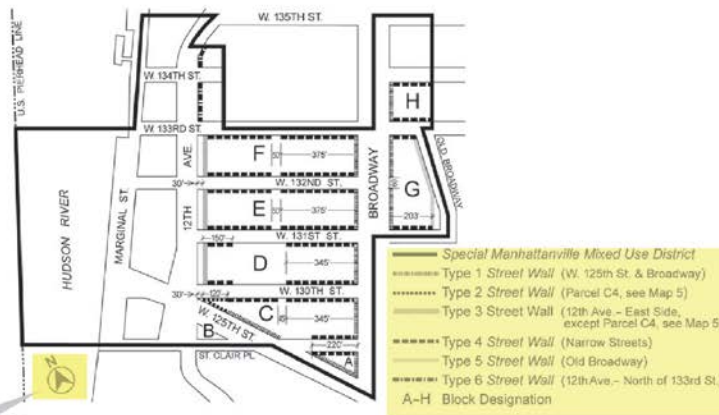 W. 135TH ST.
U.S. PIERHEAD LINE
W. 134TH ST.
H
W. 133RD ST.
OLD BROADWAY
AVE.
F
50'
375'
BROADWAY
30'
W. 132ND ST.
G
203
HUDSON RIVER
MARGINAL ST.
12TH
E
50'
375'
150'
W. 131ST ST.
D
345'
30'
120'
W. 130TH ST.
C
345'
W. 125TH ST.
B
220'
ST. CLAIR PL.
A
N
Special Manhattanville Mixed Use District
Type 1 Street Wall (W. 125th St. & Broadway)
Type 2 Street Wall (Parcel C4, see Map 5)
Type 3 Street Wall (12th Ave.– East Side,
except Parcel C4, see Map 5)
Type 4 Street Wall (Narrow Streets)
Type 5 Street Wall (Old Broadway)
Type 6 Street Wall (12th Ave.– North of 133rd St.
A–H Block Designation